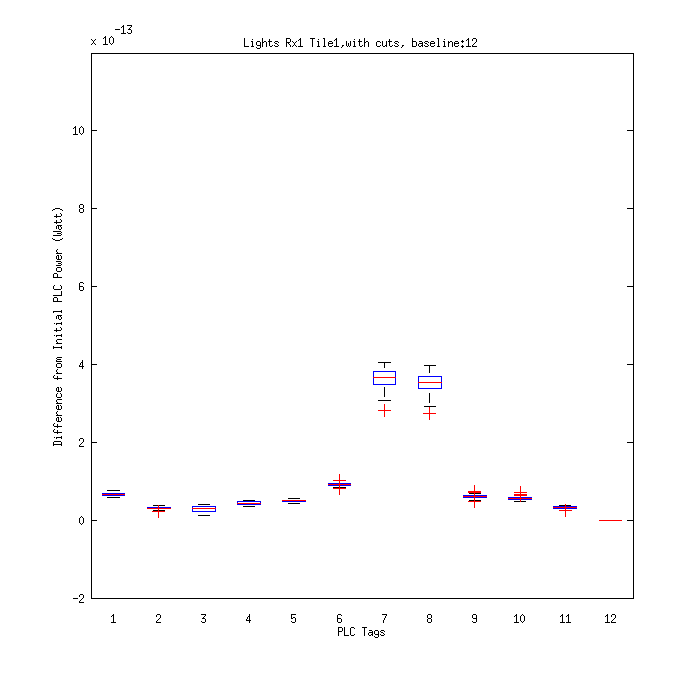 x 10^-13
Lights Rx1 Tile1,with cuts, baseline:12
Difference from Initial PLC Power (Watt)
10
8
6
4
2
0
-2
1 2 3 4 5 6 7 8 9 10 11 12
PLC Tags